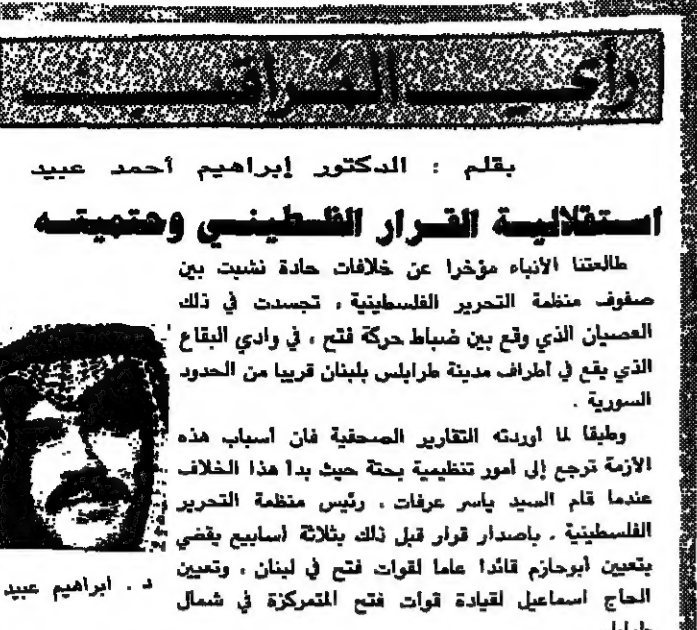 رأي المراقب
بقلم : الدكتور إبراهيم أحمد عبيد
استقلالية القرار الفلسطيني وحتميته
طالعتنا الأنباء مؤخرا عن خلافات حادة نشبت بين
صفوف منظمة التحرير الفلسطينية ، تجسدت في ذلك
العصيان الذي وقع بين ضباط حركة فتح ، في وادي البقاع
الذي يقع في أطراف مدينة طرابلس بلبنان قريبا من الحدود
السورية .
وطبقا لما أوردته التقارير الصحفية فان أسباب هذه
الأزمة ترجع إلى أمور تنظيمية بحتة حيث بدأ هذا الخلاف
عندما قام السيد ياسر عرفات ، رئيس منظمة التحرير
الفلسطينية . باصدار قرار قبل ذلك بثلاثة أسابيع يقضي
بتعيين أبوحازم قائدا عاما لقوات فتح في لبنان ، وتعيين
الحاج اسماعيل لقيادة قوات فتح المتمركزة في شمال
د . ابراهيم عبيد